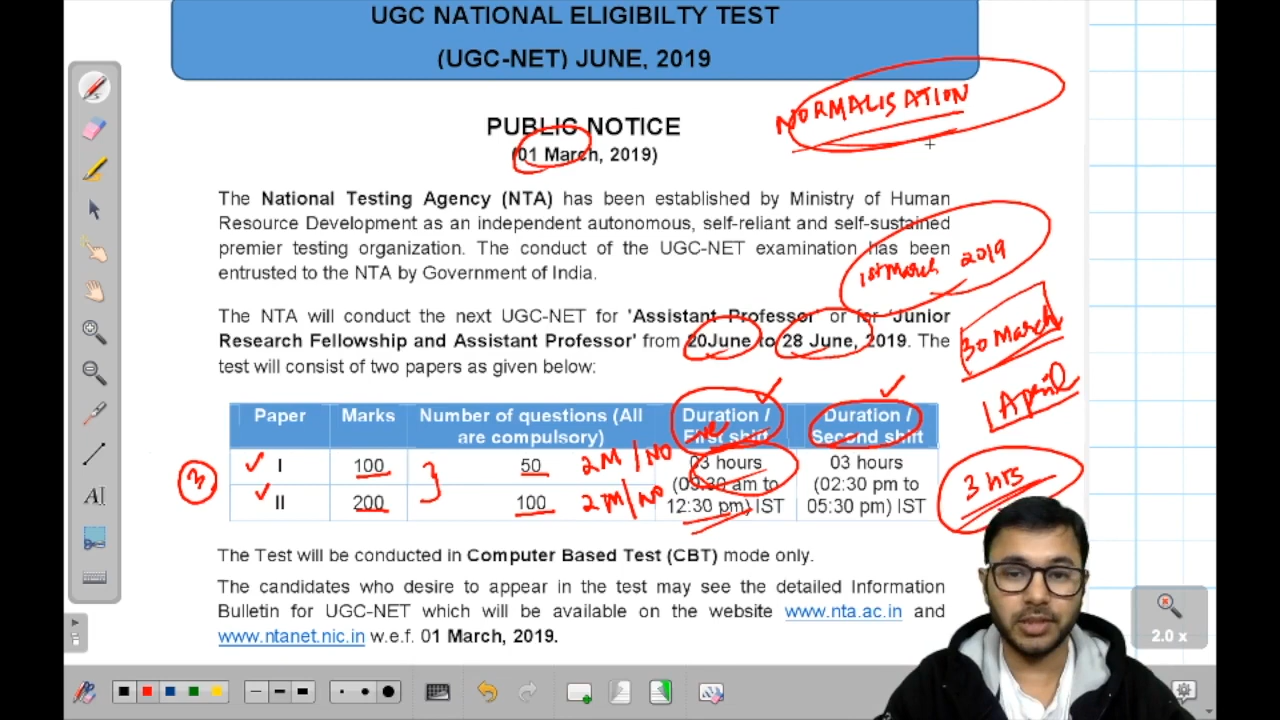 UGC NATIONAL ELIGIBILTY TEST
(UGC-NET) JUNE, 2019
NORMALISATION
PUBLIC NOTICE
(01 March, 2019)
The National Testing Agency (NTA) has been established by Ministry of Human
Resource Development as an independent autonomous, self-reliant and self-sustained
premier testing organization. The conduct of the UGC-NET examination has been
entrusted to the NTA by Government of India.
1st March 2019
The NTA will conduct the next UGC-NET for 'Assistant Professor' or for 'Junior
Research Fellowship and Assistant Professor' from 20June to 28 June, 2019. The
test will consist of two papers as given below:
30 March
April
Paper Marks Number of questions (All are compulsory) Duration / First shift Duration / Second shift
I 100 50 2M/NO 03 hours (09:30 am to 12:30 pm) IST 03 hours (02:30 pm to 05:30 pm) IST
II 200 100 2M/NO
3 hrs
The Test will be conducted in Computer Based Test (CBT) mode only.
The candidates who desire to appear in the test may see the detailed Information
Bulletin for UGC-NET which will be available on the website www.nta.ac.in and
www.ntanet.nic.in w.e.f. 01 March, 2019.
2.0 x